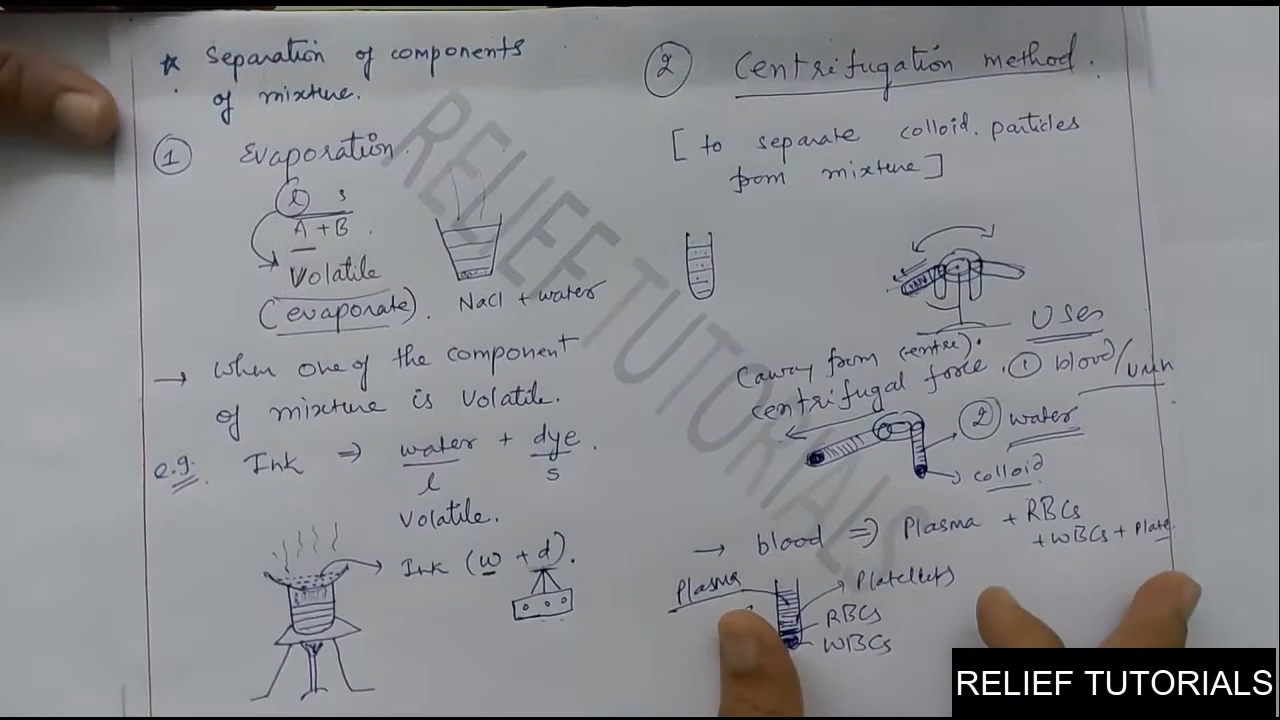 * Separation of components
of mixture.
① Evaporation.
l s
A + B.
Volatile
(evaporate).
NaCl + water
→ When one of the component
of mixture is Volatile.
e.g. Ink ⇒ water + dye.
l s
Volatile.
Ink (w + d).
② Centrifugation method.
[to separate colloid particles
from mixture]
Uses
(away from centre).
centrifugal force. ① blood/
② water
colloid
→ blood ⇒ Plasma + RBCs
+ WBCs + Plate.
Plasma
Platellets
RBCs
WBCs
RELIEF TUTORIALS
RELIEF TUTORIALS